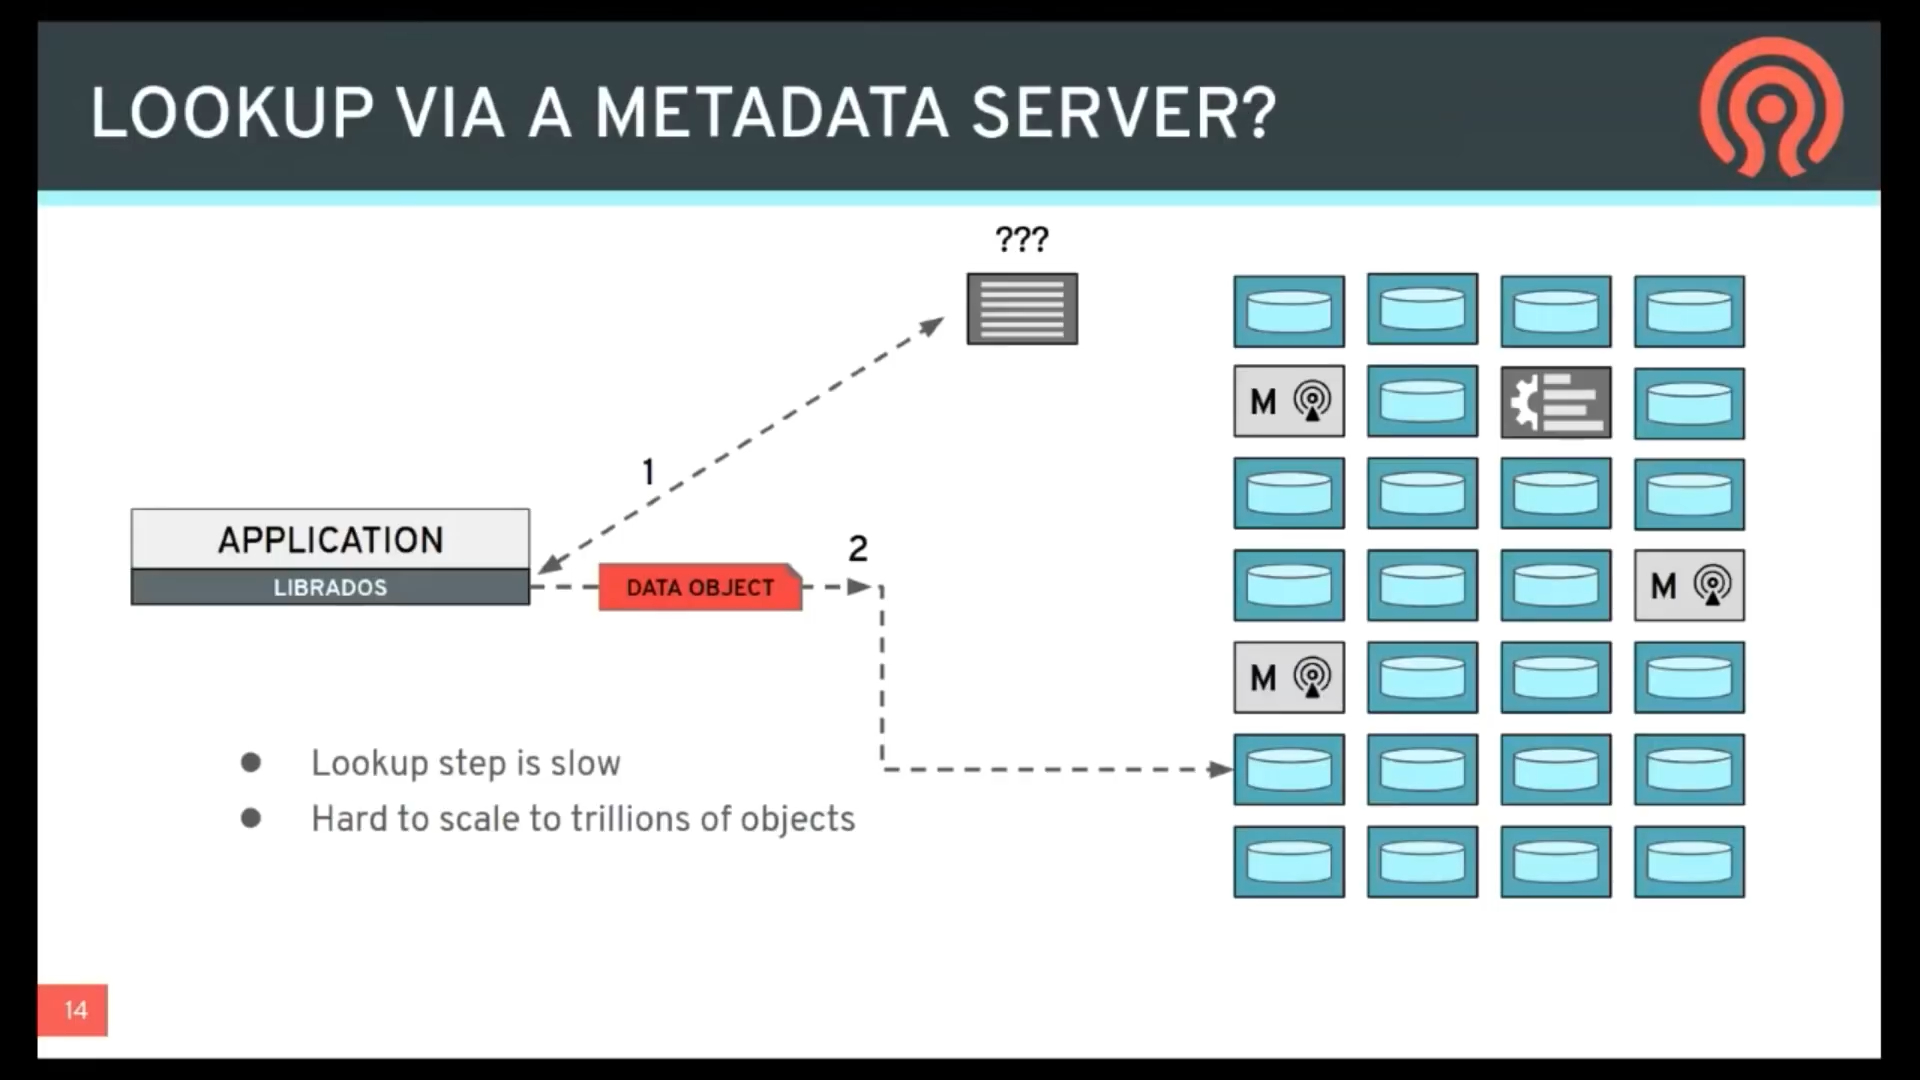 LOOKUP VIA A METADATA SERVER?
???
M
1
APPLICATION
2
LIBRADOS
DATA OBJECT
M
M
● Lookup step is slow
● Hard to scale to trillions of objects
14